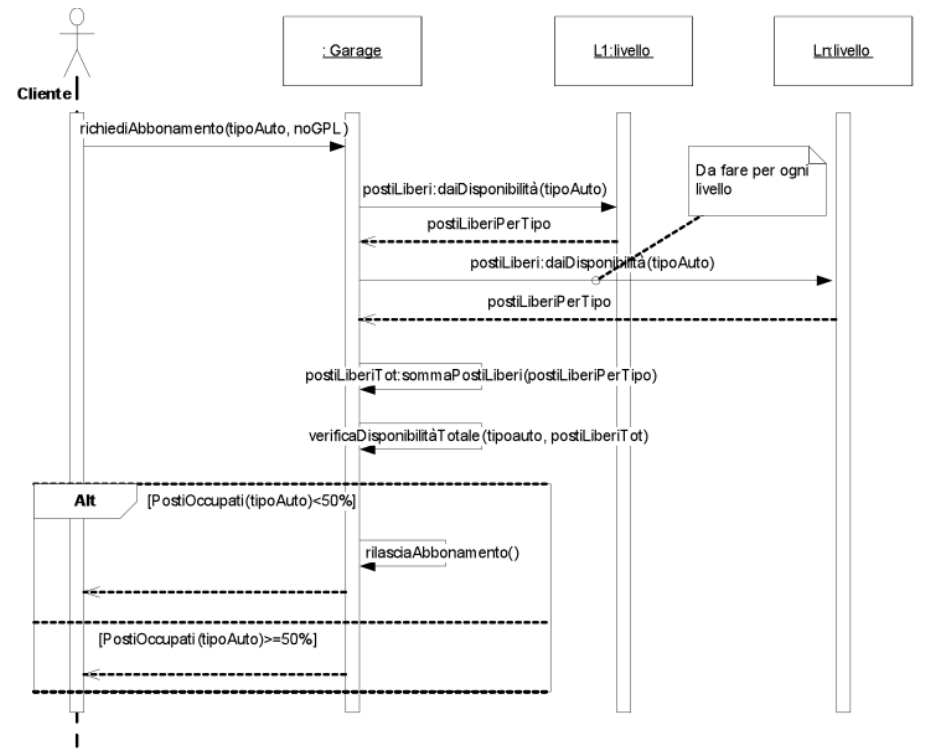 : Garage
L1:livello
Ln:livello
Cliente
richiediAbbonamento(tipoAuto, noGPL)
Da fare per ogni
livello
postiLiberi:daiDisponibilità(tipoAuto)
postiLiberiPerTipo
postiLiberi:daiDisponibilità(tipoAuto)
postiLiberiPerTipo
postiLiberiTot:sommaPostiLiberi(postiLiberiPerTipo)
verificaDisponibilitàTotale(tipoauto, postiLiberiTot)
Alt
[PostiOccupati(tipoAuto)<50%]
rilasciaAbbonamento()
[PostiOccupati(tipoAuto)>=50%]